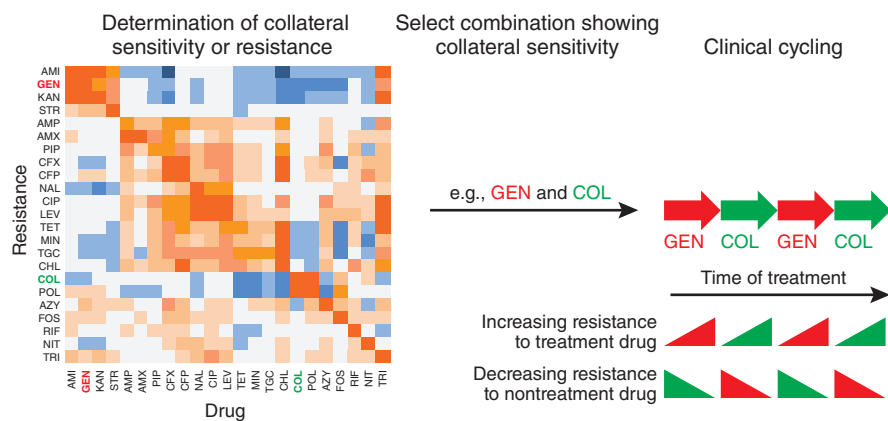 Determination of collateral
sensitivity or resistance
Select combination showing
collateral sensitivity
Clinical cycling
Resistance
AMI
GEN
KAN
STR
AMP
AMX
PIP
CFX
CFP
NAL
CIP
LEV
TET
MIN
TGC
CHL
COL
POL
AZY
FOS
RIF
NIT
TRI
AMI GEN KAN STR AMP AMX PIP CFX CFP NAL CIP LEV TET MIN TGC CHL COL POL AZY FOS RIF NIT TRI
Drug
e.g., GEN and COL
GEN COL GEN COL
Time of treatment
Increasing resistance
to treatment drug
Decreasing resistance
to nontreatment drug